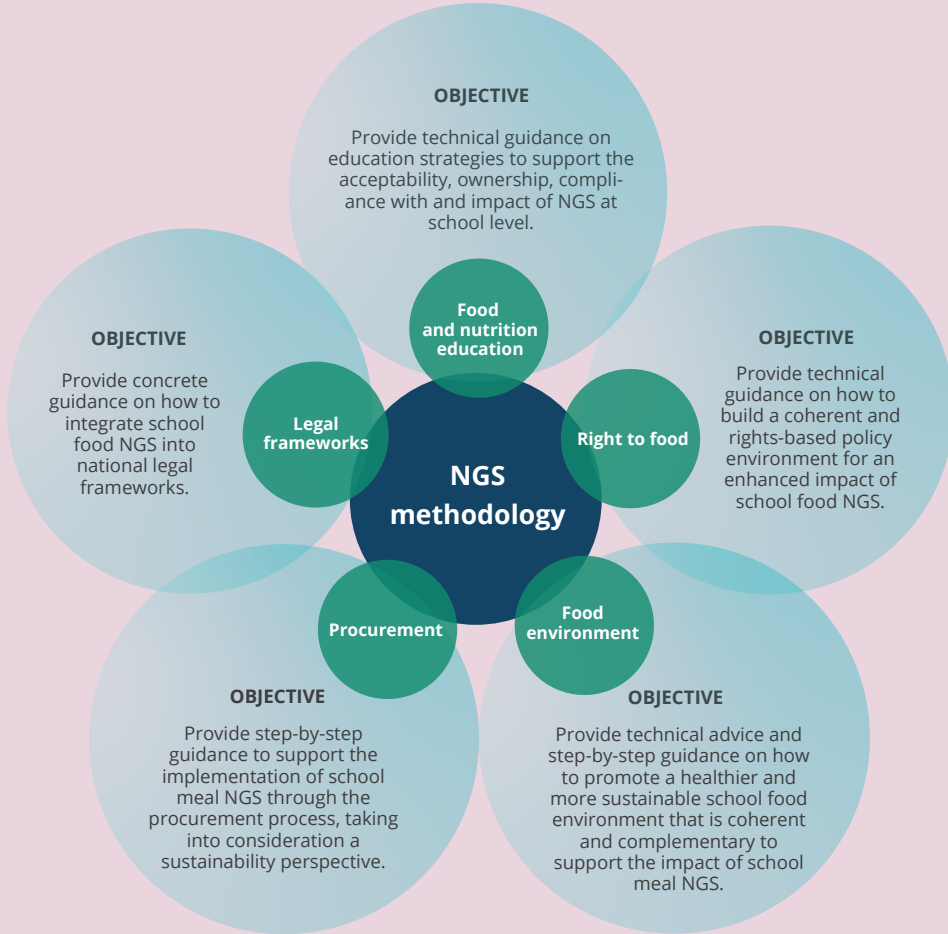 OBJECTIVE
Provide technical guidance on
education strategies to support the
acceptability, ownership, compli-
ance with and impact of NGS at
school level.
Food
and nutrition
education
OBJECTIVE
Provide concrete
guidance on how to
integrate school
food NGS into
national legal
frameworks.
Legal
frameworks
OBJECTIVE
Provide technical
guidance on how to
build a coherent and
rights-based policy
environment for an
enhanced impact of
school food NGS.
Right to food
NGS
methodology
Procurement
OBJECTIVE
Provide step-by-step
guidance to support the
implementation of school
meal NGS through the
procurement process, taking
into consideration a
sustainability perspective.
Food
environment
OBJECTIVE
Provide technical advice and
step-by-step guidance on how
to promote a healthier and
more sustainable school food
environment that is coherent
and complementary to
support the impact of school
meal NGS.